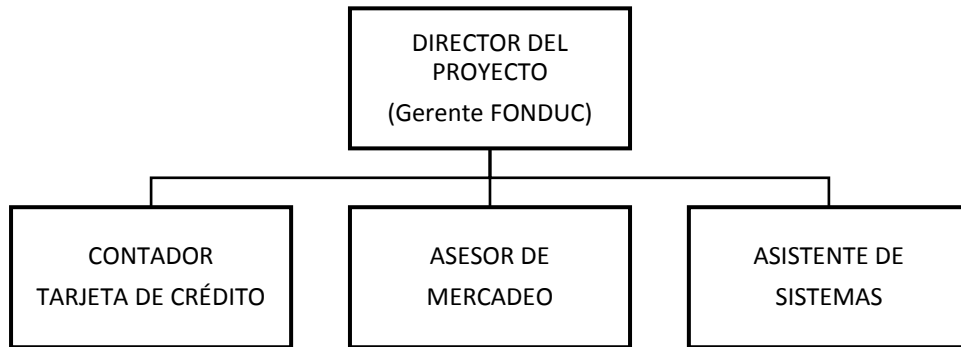 DIRECTOR DEL
PROYECTO
(Gerente FONDUC)
CONTADOR
TARJETA DE CRÉDITO
ASESOR DE
MERCADEO
ASISTENTE DE
SISTEMAS